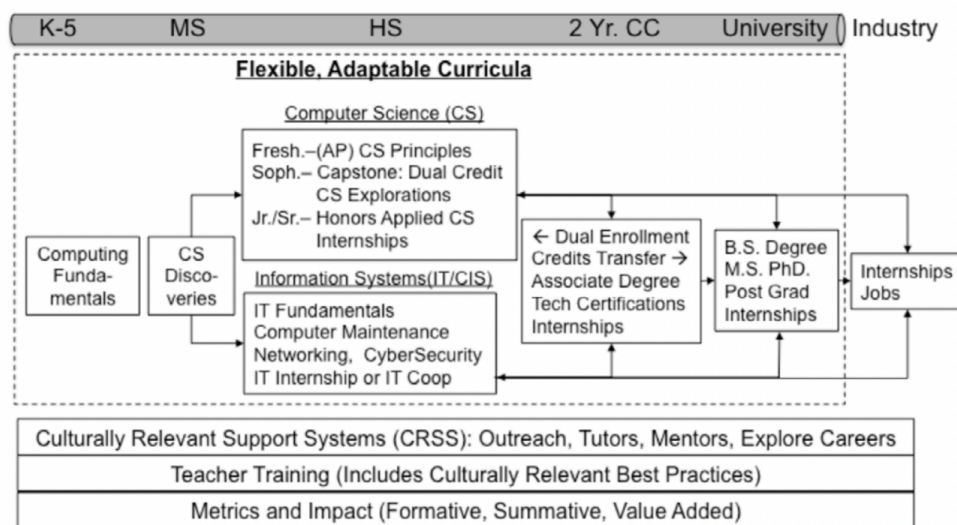 K-5 MS HS 2 Yr. CC University Industry
Flexible, Adaptable Curricula
Computer Science (CS)
Fresh.–(AP) CS Principles
Soph.– Capstone: Dual Credit
CS Explorations
Jr./Sr.– Honors Applied CS
Internships
Computing
Funda-
mentals
CS
Disco-
veries
Information Systems(IT/CIS)
IT Fundamentals
Computer Maintenance
Networking, CyberSecurity
IT Internship or IT Coop
← Dual Enrollment
Credits Transfer →
Associate Degree
Tech Certifications
Internships
B.S. Degree
M.S. PhD.
Post Grad
Internships
Internships
Jobs
Culturally Relevant Support Systems (CRSS): Outreach, Tutors, Mentors, Explore Careers
Teacher Training (Includes Culturally Relevant Best Practices)
Metrics and Impact (Formative, Summative, Value Added)